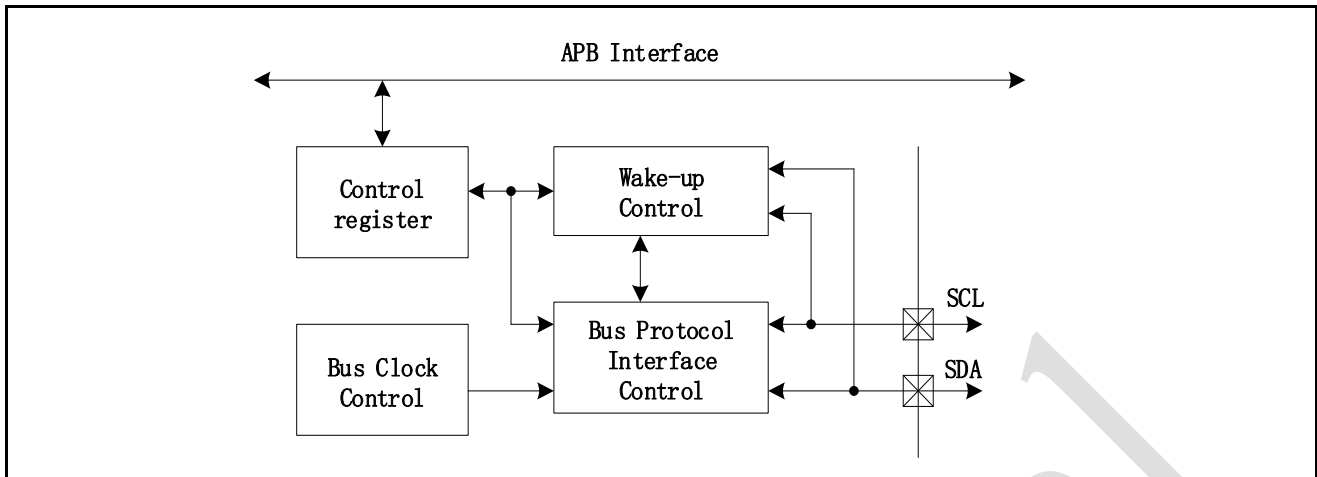 APB Interface
Control
register
Wake-up
Control
SCL
Bus Protocol
Interface
Control
Bus Clock
Control
SDA